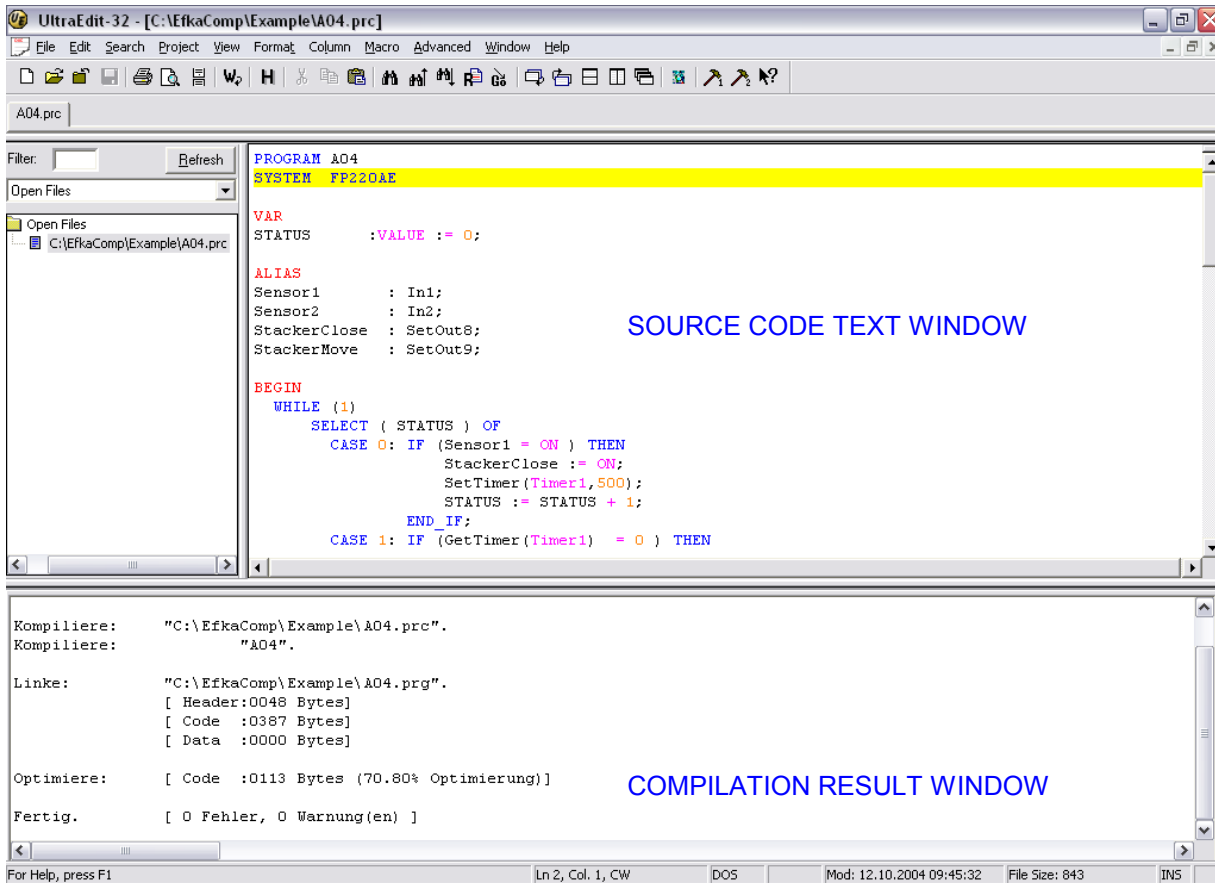 UltraEdit-32 - [C:\EfkaComp\Example\A04.prc]
File Edit Search Project View Format Column Macro Advanced Window Help
A04.prc
Filter: Refresh
Open Files
Open Files
C:\EfkaComp\Example\A04.prc
PROGRAM A04
SYSTEM  FP220AE
VAR
STATUS      :VALUE := 0;
ALIAS
Sensor1       : In1;
Sensor2       : In2;
StackerClose  : SetOut8;
StackerMove   : SetOut9;
SOURCE CODE TEXT WINDOW
BEGIN
  WHILE (1)
      SELECT ( STATUS ) OF
        CASE 0: IF (Sensor1 = ON ) THEN
                    StackerClose := ON;
                    SetTimer(Timer1,500);
                    STATUS := STATUS + 1;
                END_IF;
        CASE 1: IF (GetTimer(Timer1)  = 0 ) THEN
Kompiliere:     "C:\EfkaComp\Example\A04.prc".
Kompiliere:             "A04".
Linke:          "C:\EfkaComp\Example\A04.prg".
                [ Header:0048 Bytes]
                [ Code  :0387 Bytes]
                [ Data  :0000 Bytes]
Optimiere:      [ Code  :0113 Bytes (70.80% Optimierung)]
COMPILATION RESULT WINDOW
Fertig.         [ 0 Fehler, 0 Warnung(en) ]
For Help, press F1 Ln 2, Col. 1, CW DOS Mod: 12.10.2004 09:45:32 File Size: 843 INS